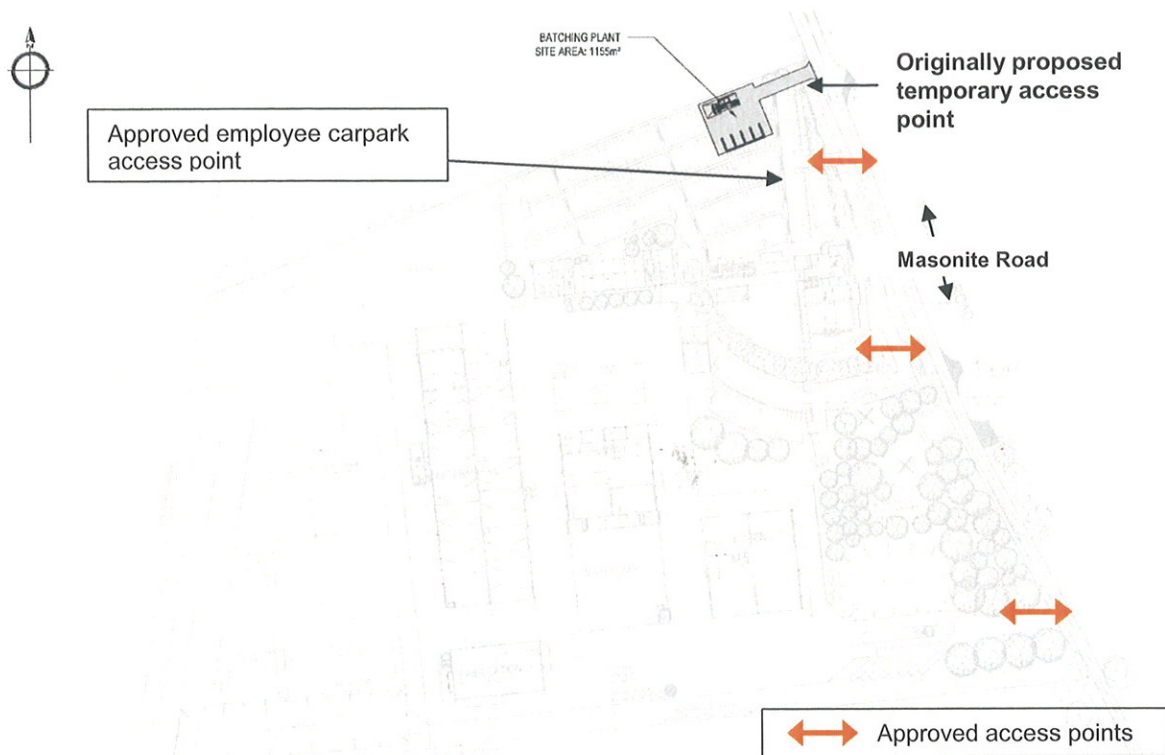 N
BATCHING PLANT
SITE AREA: 1155m²
Originally proposed
temporary access
point
Approved employee carpark
access point
Masonite Road
Approved access points